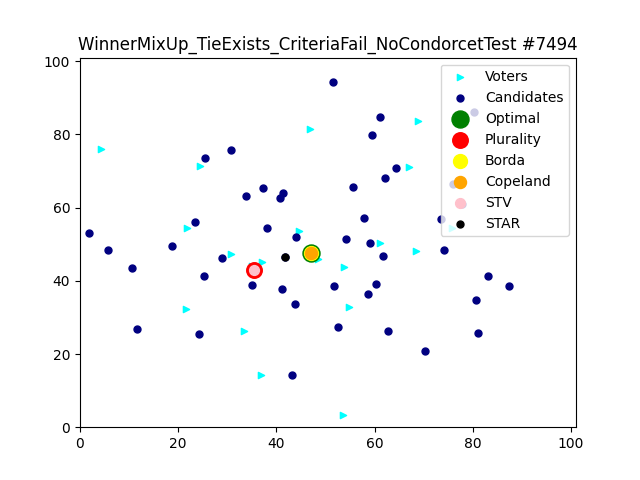 WinnerMixUp_TieExists_CriteriaFail_NoCondorcetTest #7494
100
80
60
40
20
0
0 20 40 60 80 100
Voters
Candidates
Optimal
Plurality
Borda
Copeland
STV
STAR